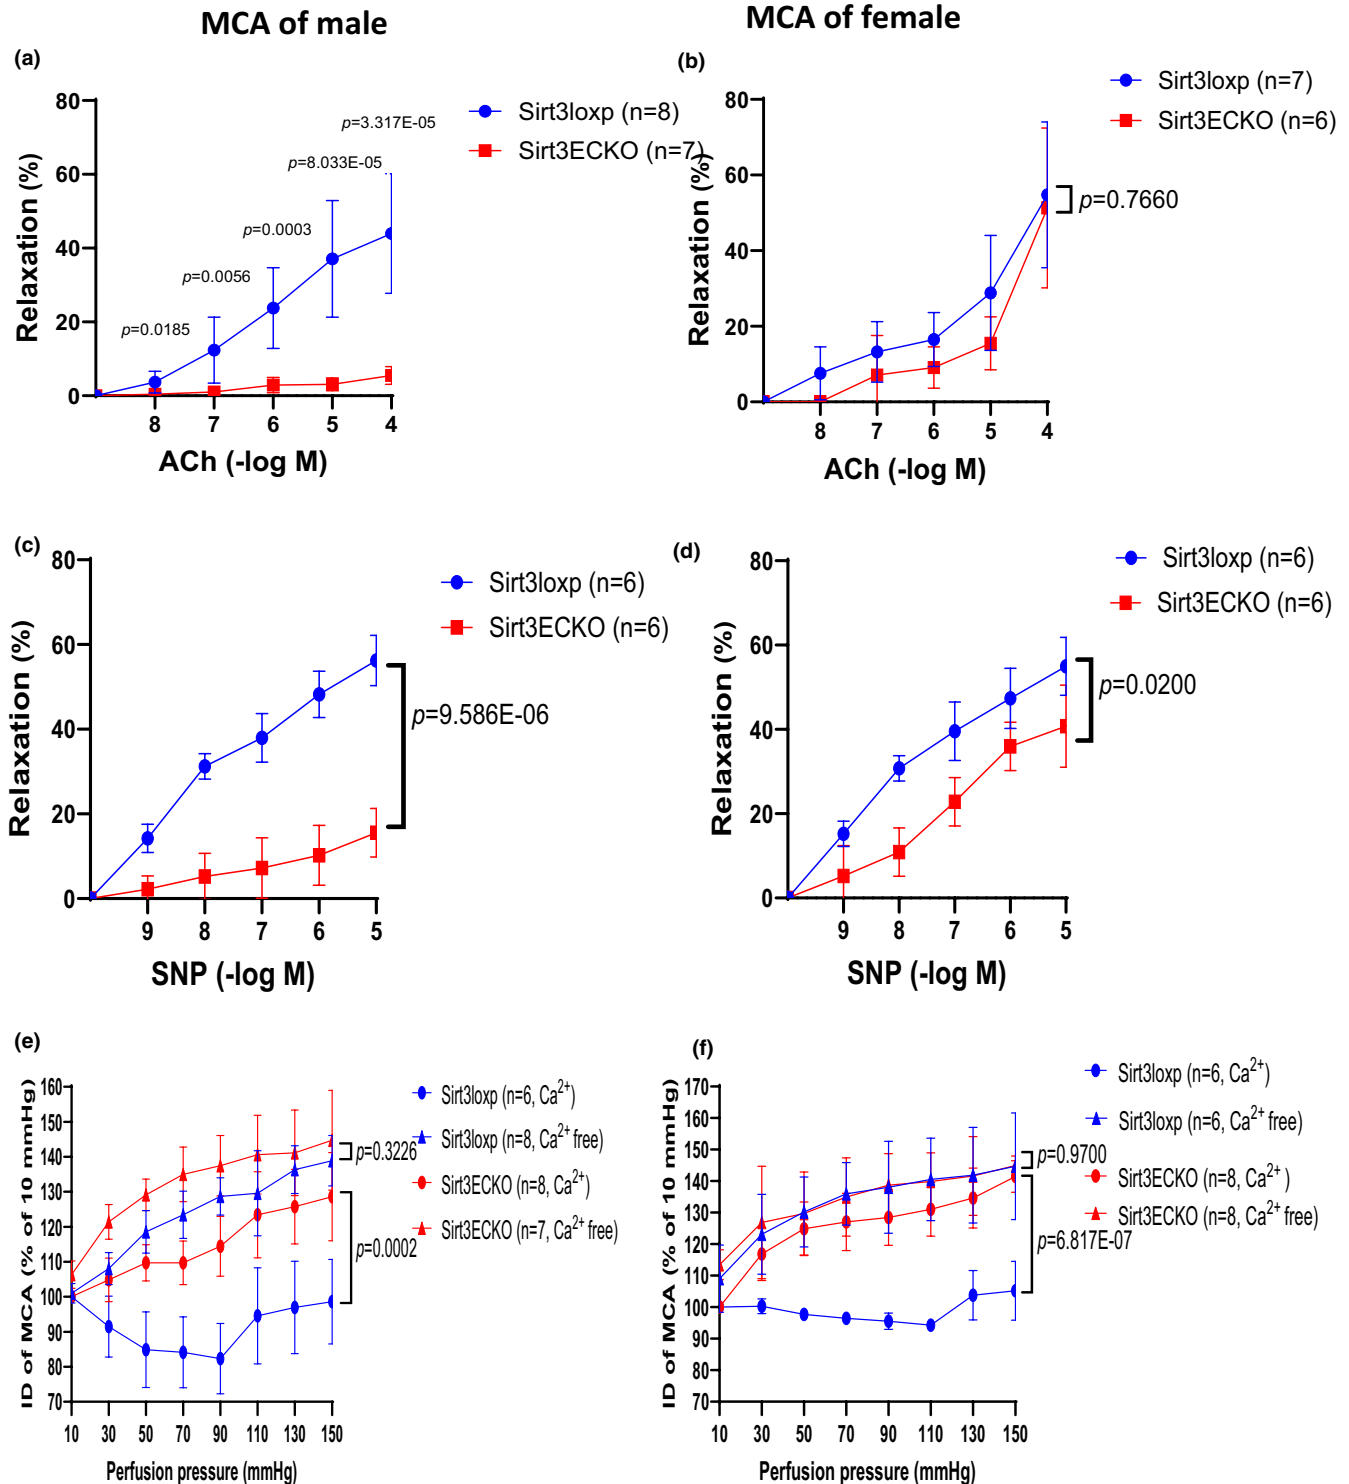 MCA of male
MCA of female
(a)
Relaxation (%)
80
60
40
20
0
8 7 6 5 4
ACh (-log M)
p=0.0185
p=0.0056
p=0.0003
p=8.033E-05
p=3.317E-05
Sirt3loxp (n=8)
Sirt3ECKO (n=7)
(b)
Relaxation (%)
80
60
40
20
0
8 7 6 5 4
ACh (-log M)
Sirt3loxp (n=7)
Sirt3ECKO (n=6)
p=0.7660
(c)
Relaxation (%)
80
60
40
20
0
9 8 7 6 5
SNP (-log M)
Sirt3loxp (n=6)
Sirt3ECKO (n=6)
p=9.586E-06
(d)
Relaxation (%)
80
60
40
20
0
9 8 7 6 5
SNP (-log M)
Sirt3loxp (n=6)
Sirt3ECKO (n=6)
p=0.0200
(e)
ID of MCA (% of 10 mmHg)
160
150
140
130
120
110
100
90
80
70
10 30 50 70 90 110 130 150
Perfusion pressure (mmHg)
Sirt3loxp (n=6, Ca²⁺)
Sirt3loxp (n=8, Ca²⁺ free)
Sirt3ECKO (n=8, Ca²⁺)
Sirt3ECKO (n=7, Ca²⁺ free)
p=0.3226
p=0.0002
(f)
ID of MCA (% of 10 mmHg)
170
160
150
140
130
120
110
100
90
80
70
10 30 50 70 90 110 130 150
Perfusion pressure (mmHg)
Sirt3loxp (n=6, Ca²⁺)
Sirt3loxp (n=6, Ca²⁺ free)
p=0.9700
Sirt3ECKO (n=8, Ca²⁺)
Sirt3ECKO (n=8, Ca²⁺ free)
p=6.817E-07